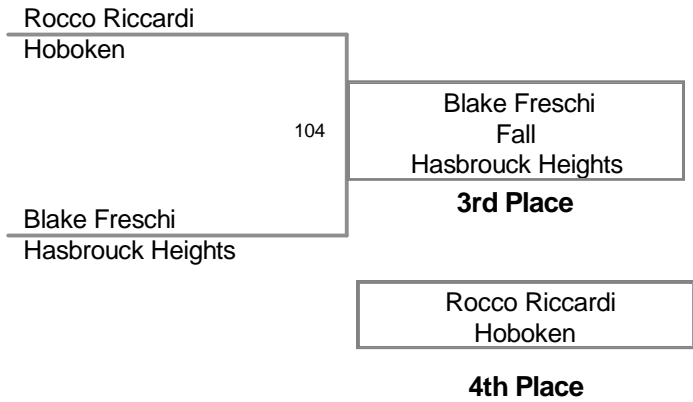 Rocco Riccardi
Hoboken
104
Blake Freschi
Fall
Hasbrouck Heights
3rd Place
Blake Freschi
Hasbrouck Heights
Rocco Riccardi
Hoboken
4th Place